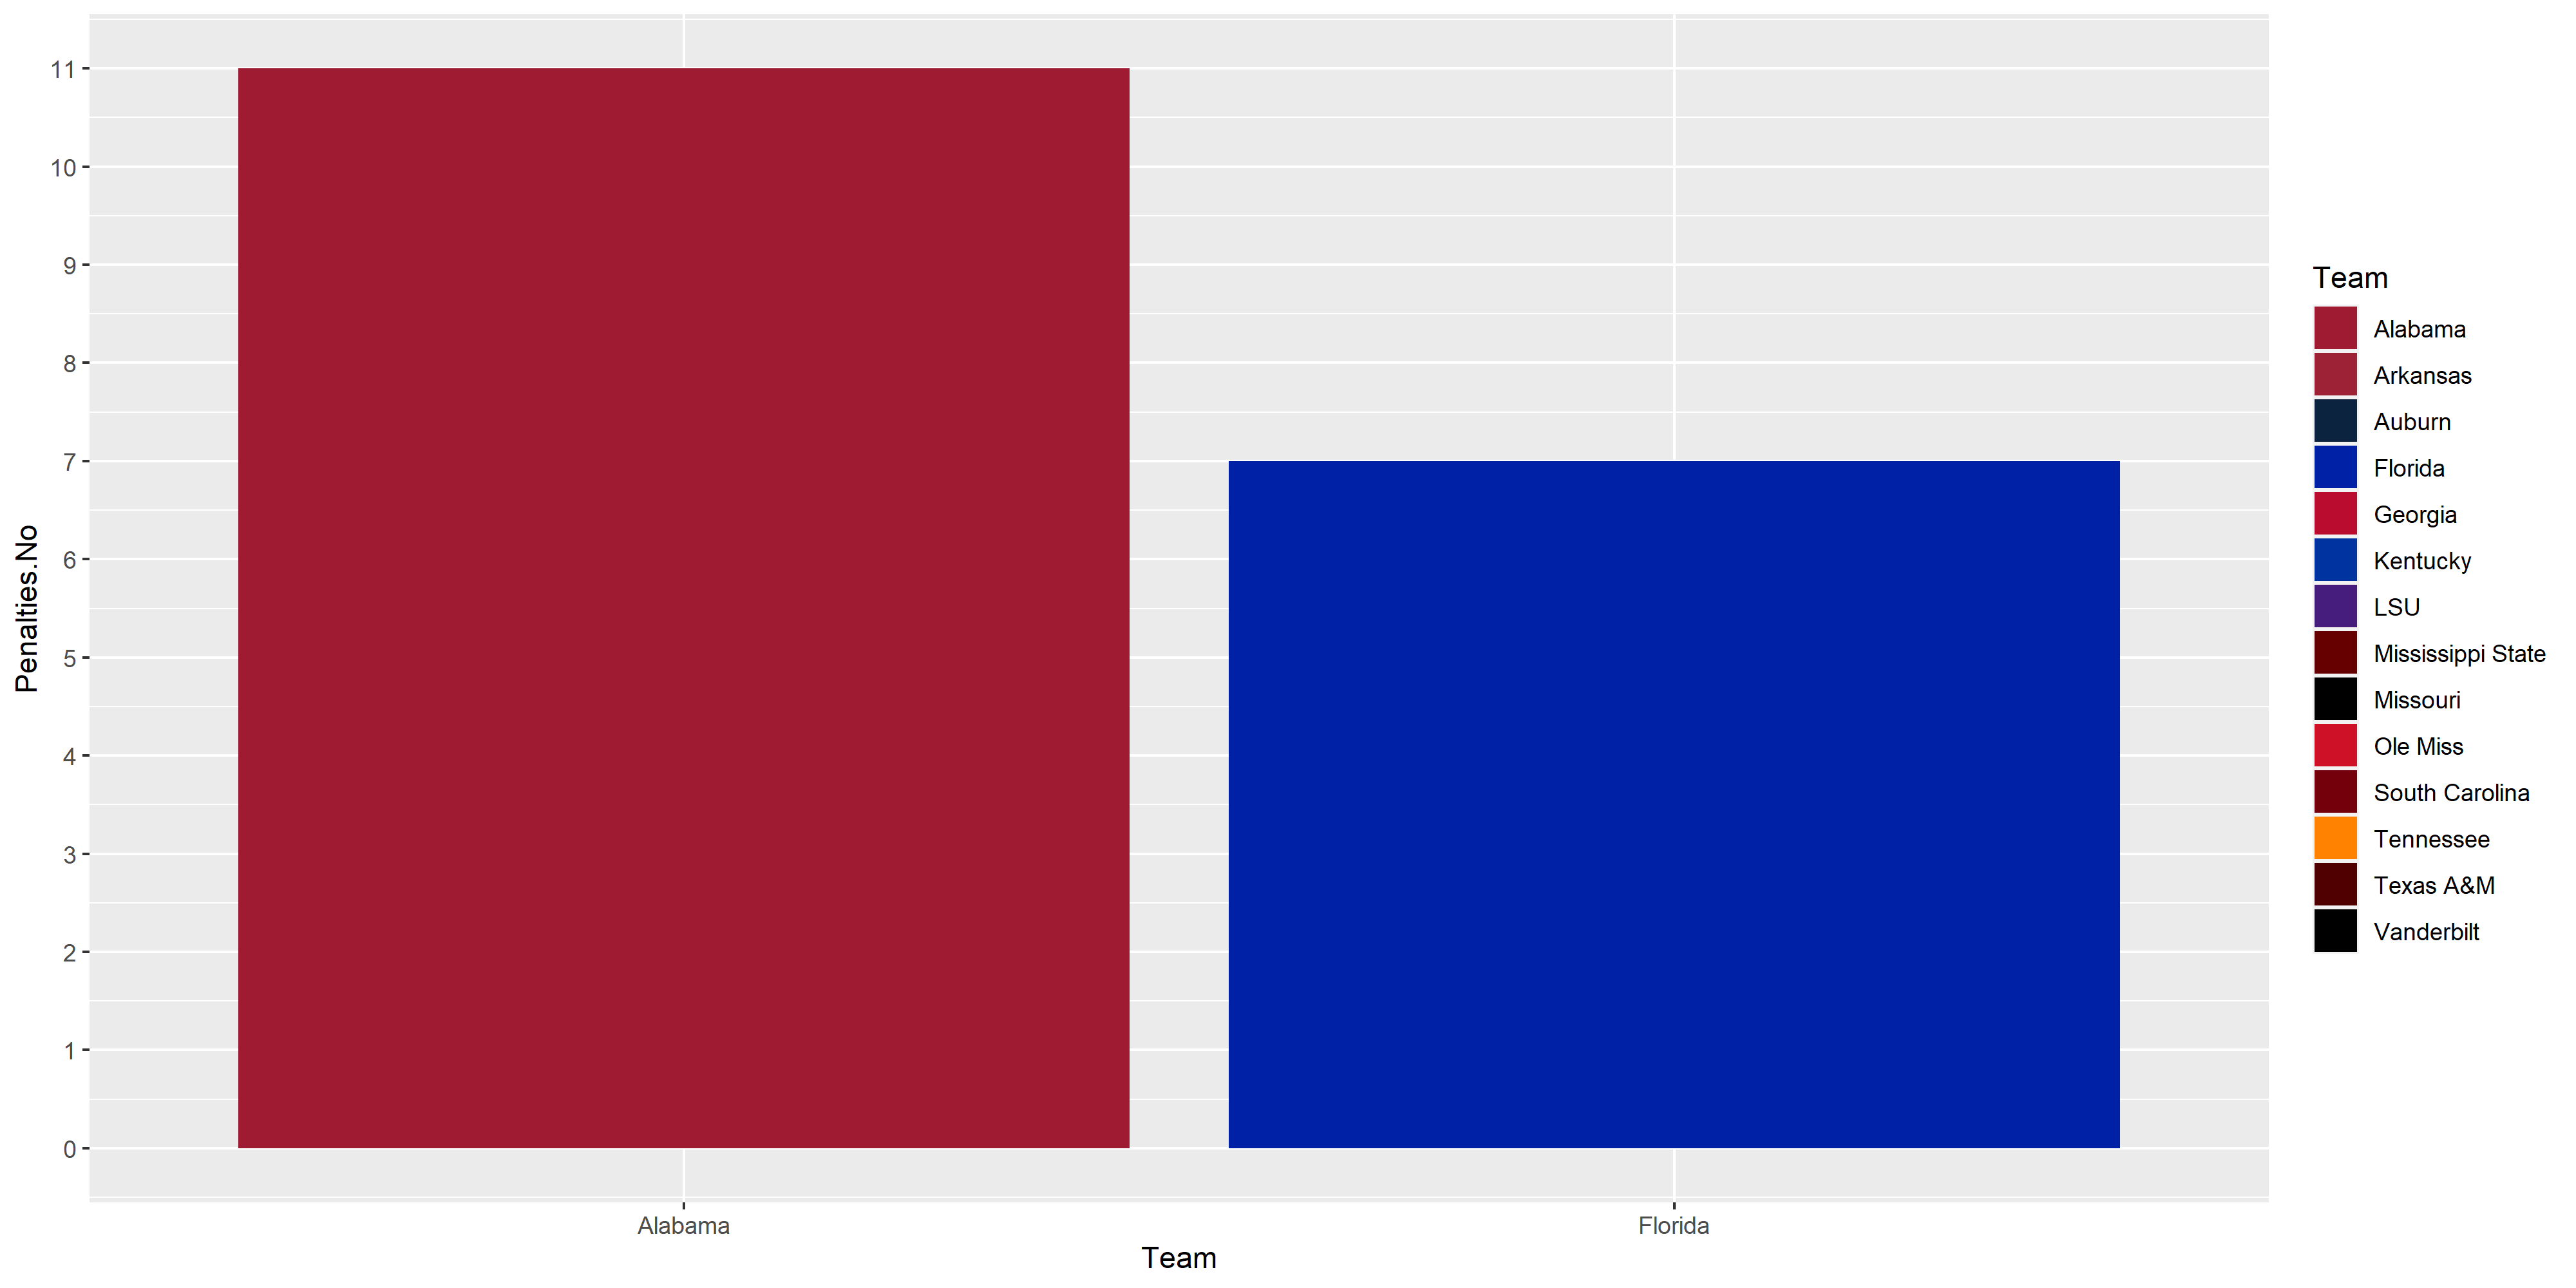 Penalties.No
11
10
9
8
7
6
5
4
3
2
1
0
Alabama
Florida
Team
Team
Alabama
Arkansas
Auburn
Florida
Georgia
Kentucky
LSU
Mississippi State
Missouri
Ole Miss
South Carolina
Tennessee
Texas A&M
Vanderbilt